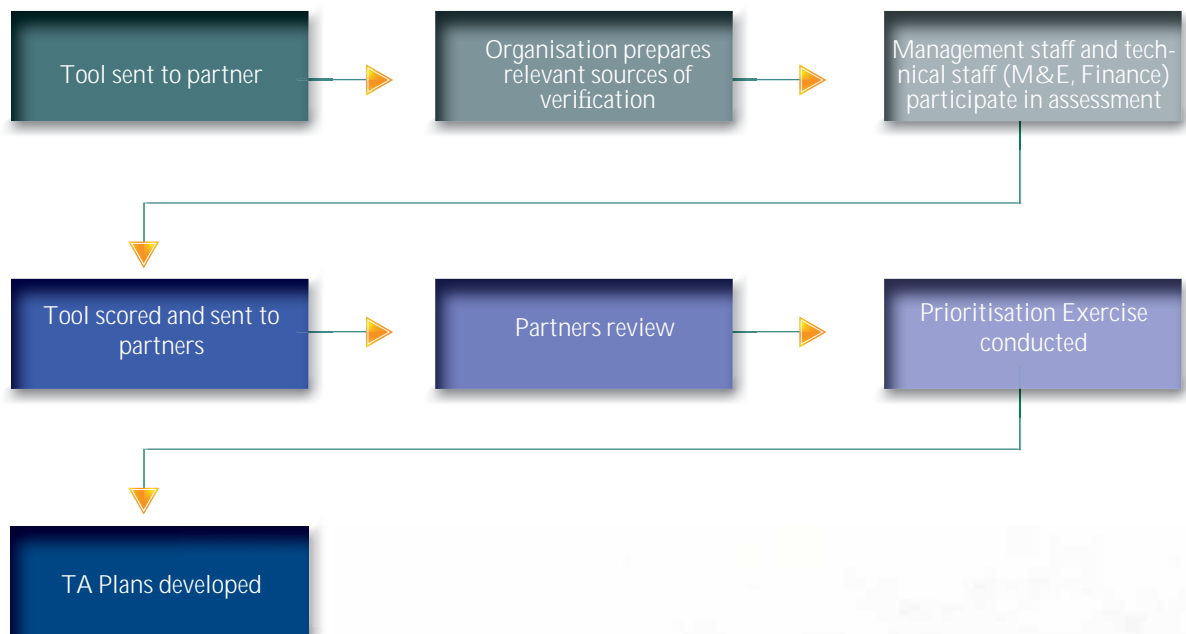 Tool sent to partner
Organisation prepares
relevant sources of
verification
Management staff and tech-
nical staff (M&E, Finance)
participate in assessment
Tool scored and sent to
partners
Partners review
Prioritisation Exercise
conducted
TA Plans developed